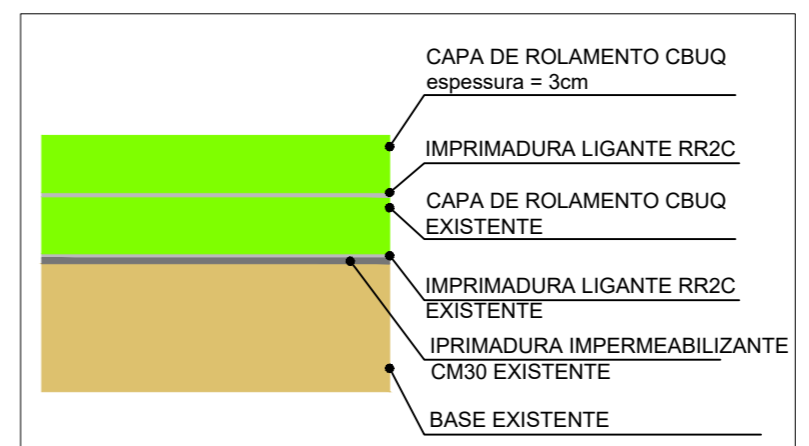 CAPA DE ROLAMENTO CBUQ
espessura = 3cm
IMPRIMADURA LIGANTE RR2C
CAPA DE ROLAMENTO CBUQ
EXISTENTE
IMPRIMADURA LIGANTE RR2C
EXISTENTE
IPRIMADURA IMPERMEABILIZANTE
CM30 EXISTENTE
BASE EXISTENTE